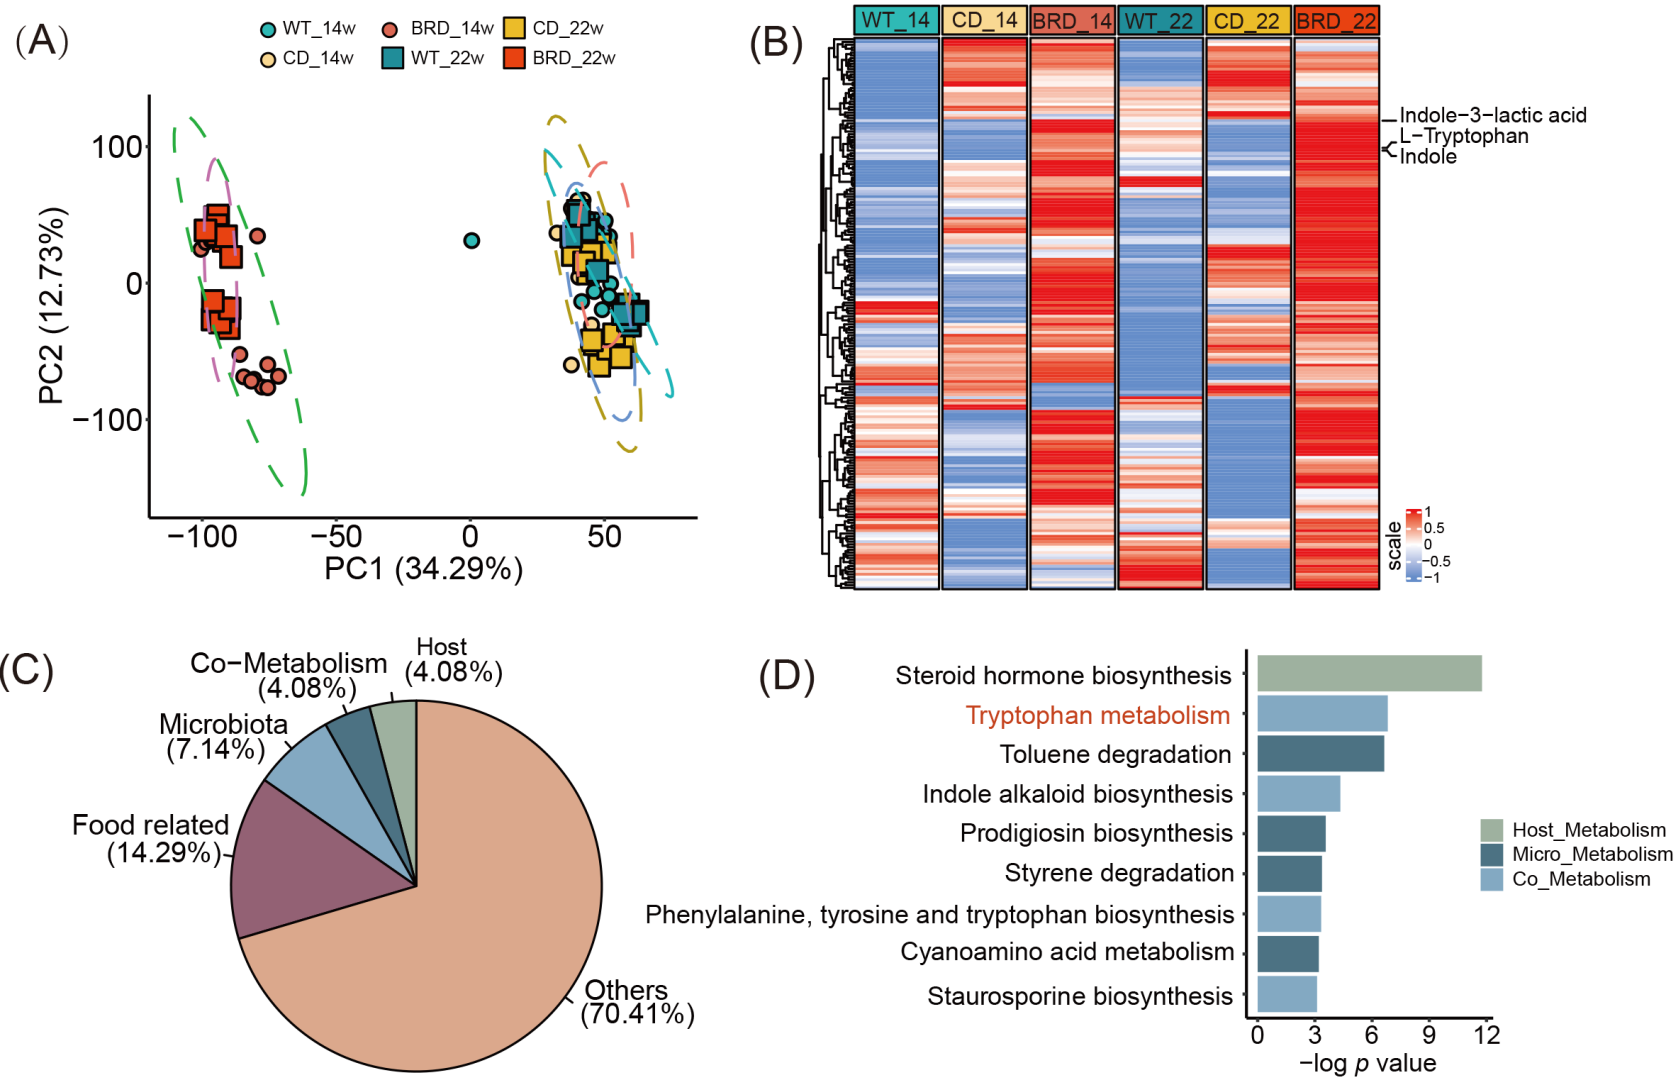 (A)
WT_14w
BRD_14w
CD_22w
CD_14w
WT_22w
BRD_22w
100
0
−100
PC2 (12.73%)
−100
−50
0
50
PC1 (34.29%)
(B)
WT_14
CD_14
BRD_14
WT_22
CD_22
BRD_22
Indole−3−lactic acid
L−Tryptophan
Indole
scale
1
0.5
0
−0.5
−1
(C)
Host
(4.08%)
Co−Metabolism
(4.08%)
Microbiota
(7.14%)
Food related
(14.29%)
Others
(70.41%)
(D)
Steroid hormone biosynthesis
Tryptophan metabolism
Toluene degradation
Indole alkaloid biosynthesis
Prodigiosin biosynthesis
Styrene degradation
Phenylalanine, tyrosine and tryptophan biosynthesis
Cyanoamino acid metabolism
Staurosporine biosynthesis
0
3
6
9
12
−log p value
Host_Metabolism
Micro_Metabolism
Co_Metabolism